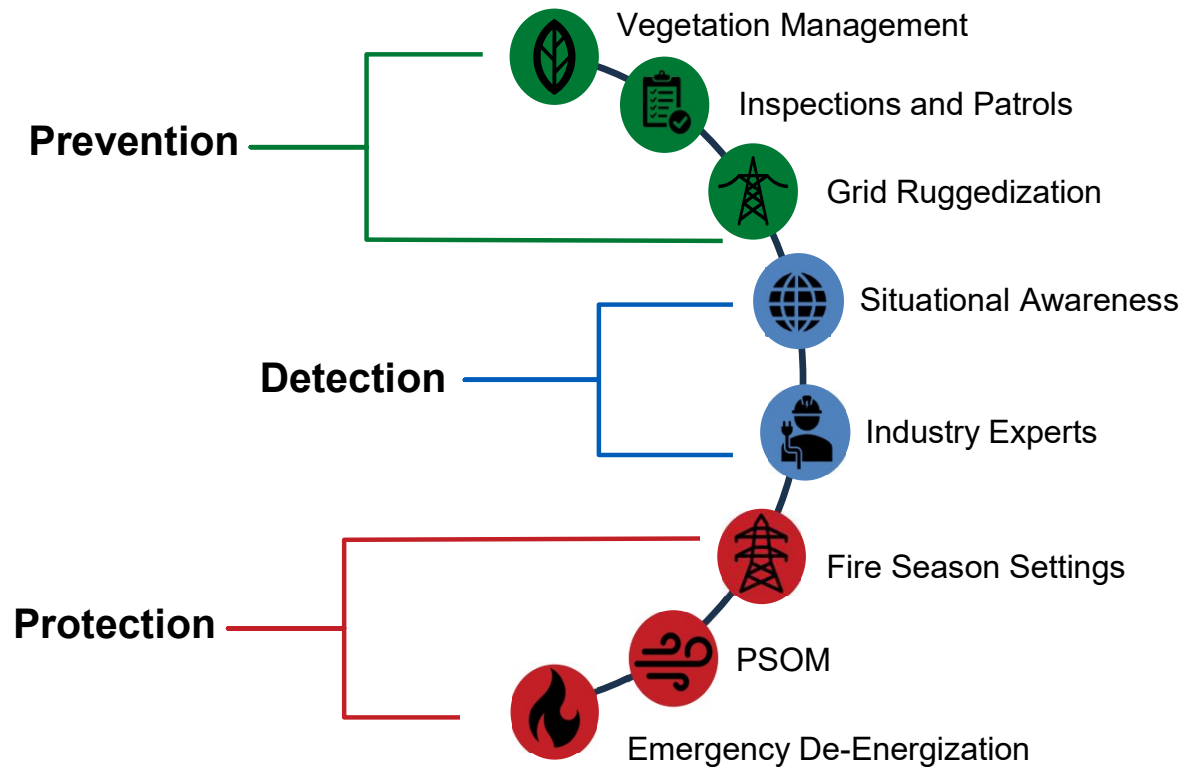 Vegetation Management
Inspections and Patrols
Prevention
Grid Ruggedization
Situational Awareness
Detection
Industry Experts
Fire Season Settings
Protection
PSOM
Emergency De-Energization